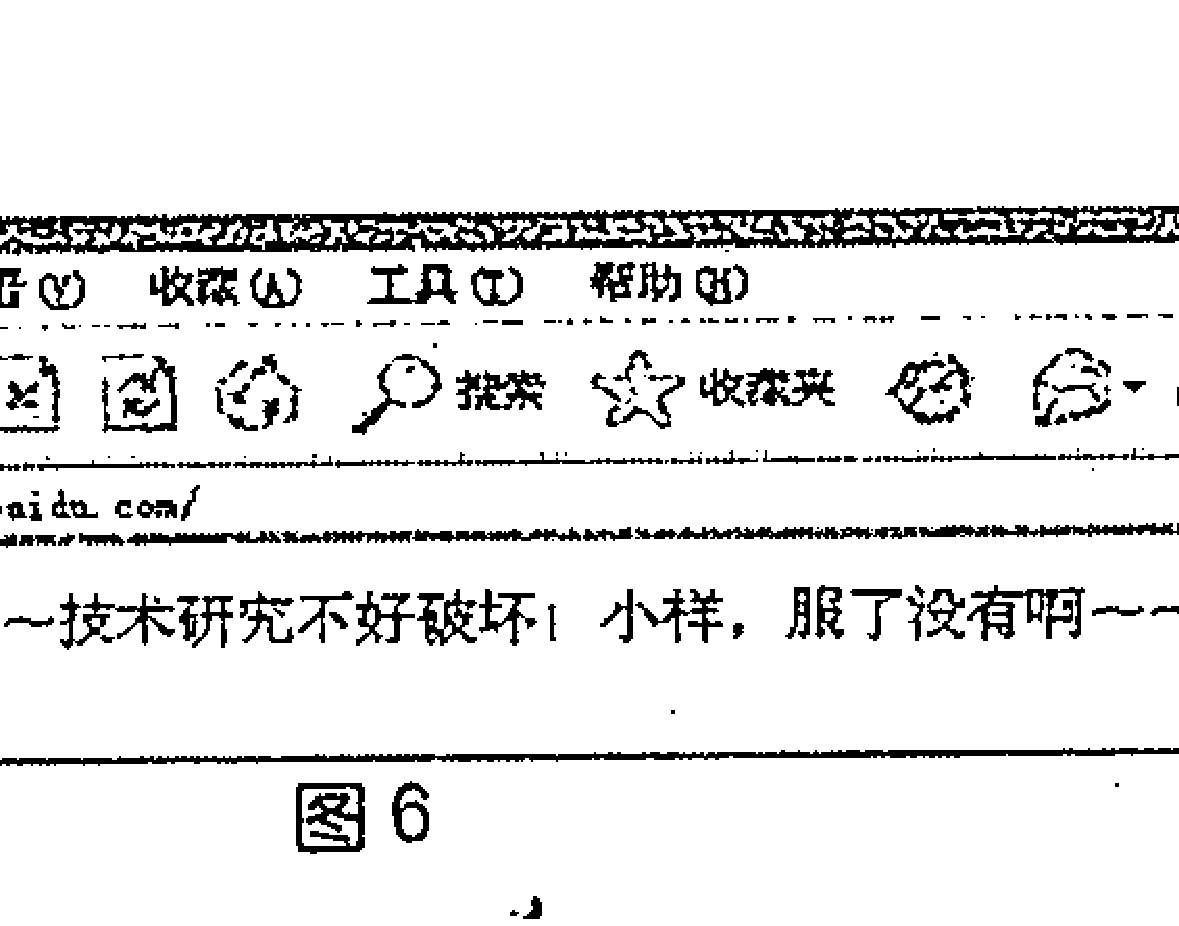 (V) 收藏(A) 工具(T) 帮助(H)
搜索 收藏夹
aidu.com/
～技术研究不好破坏! 小样，服了没有啊～～
图 6